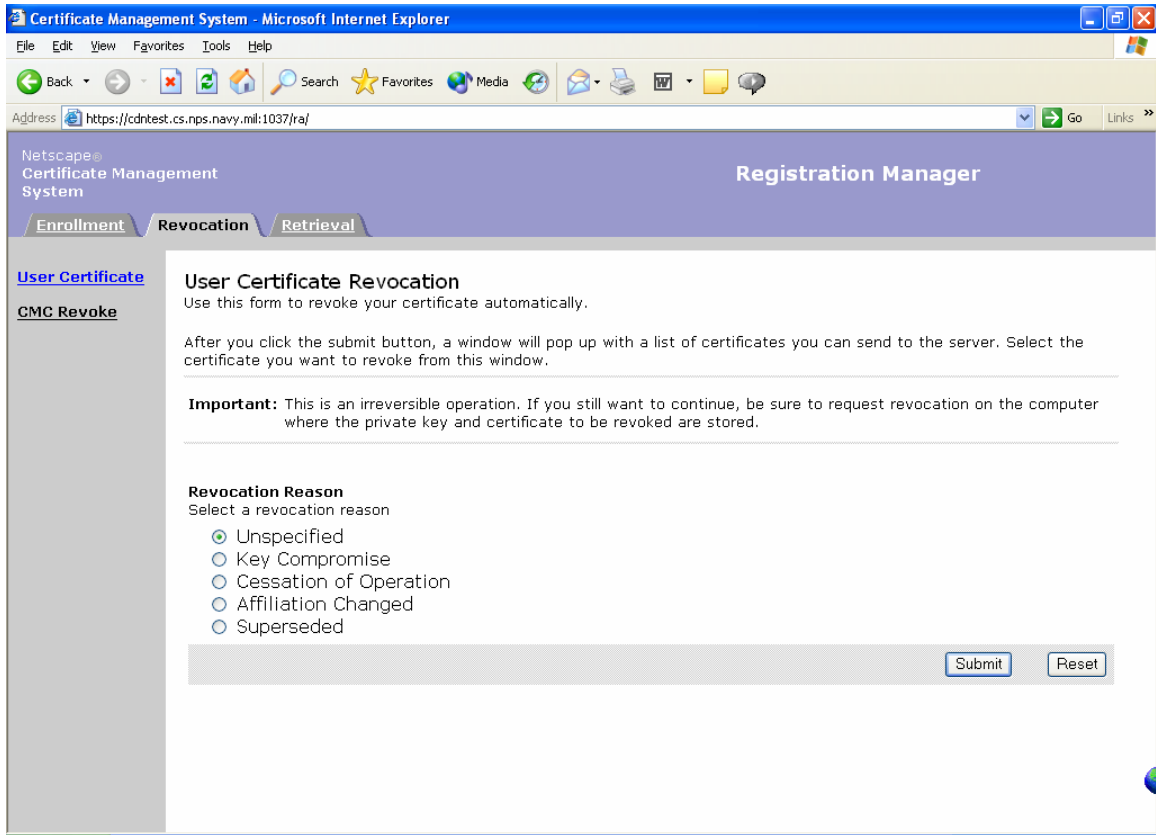 Certificate Management System - Microsoft Internet Explorer
File Edit View Favorites Tools Help
Back Search Favorites Media
Address https://cdntest.cs.nps.navy.mil:1037/ra/ Go Links »
Netscape®
Certificate Management
System
Registration Manager
Enrollment Revocation Retrieval
User Certificate
CMC Revoke
User Certificate Revocation
Use this form to revoke your certificate automatically.
After you click the submit button, a window will pop up with a list of certificates you can send to the server. Select the
certificate you want to revoke from this window.
Important: This is an irreversible operation. If you still want to continue, be sure to request revocation on the computer
where the private key and certificate to be revoked are stored.
Revocation Reason
Select a revocation reason
Unspecified
Key Compromise
Cessation of Operation
Affiliation Changed
Superseded
Submit Reset